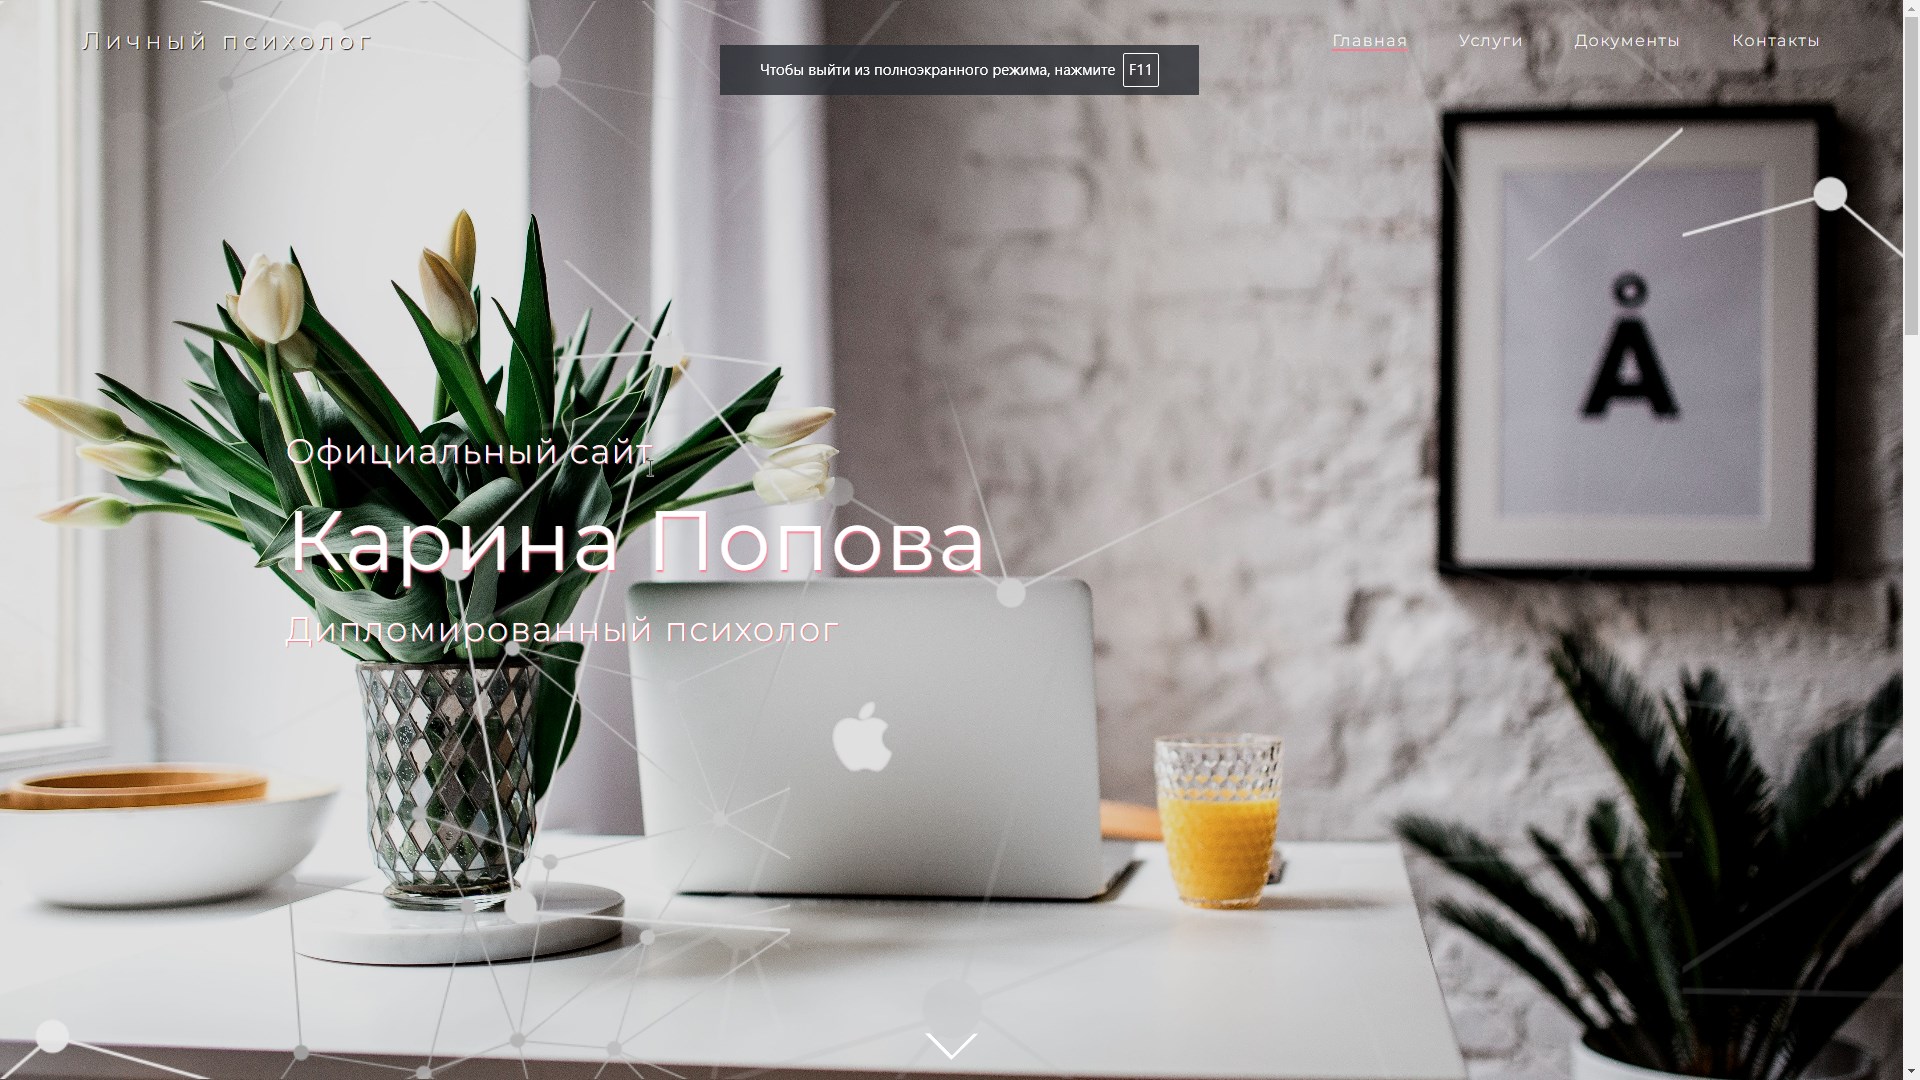 Личный психолог
Главная Услуги Документы Контакты
Чтобы выйти из полноэкранного режима, нажмите F11
Å
Официальный сайт
Карина Попова
Дипломированный психолог